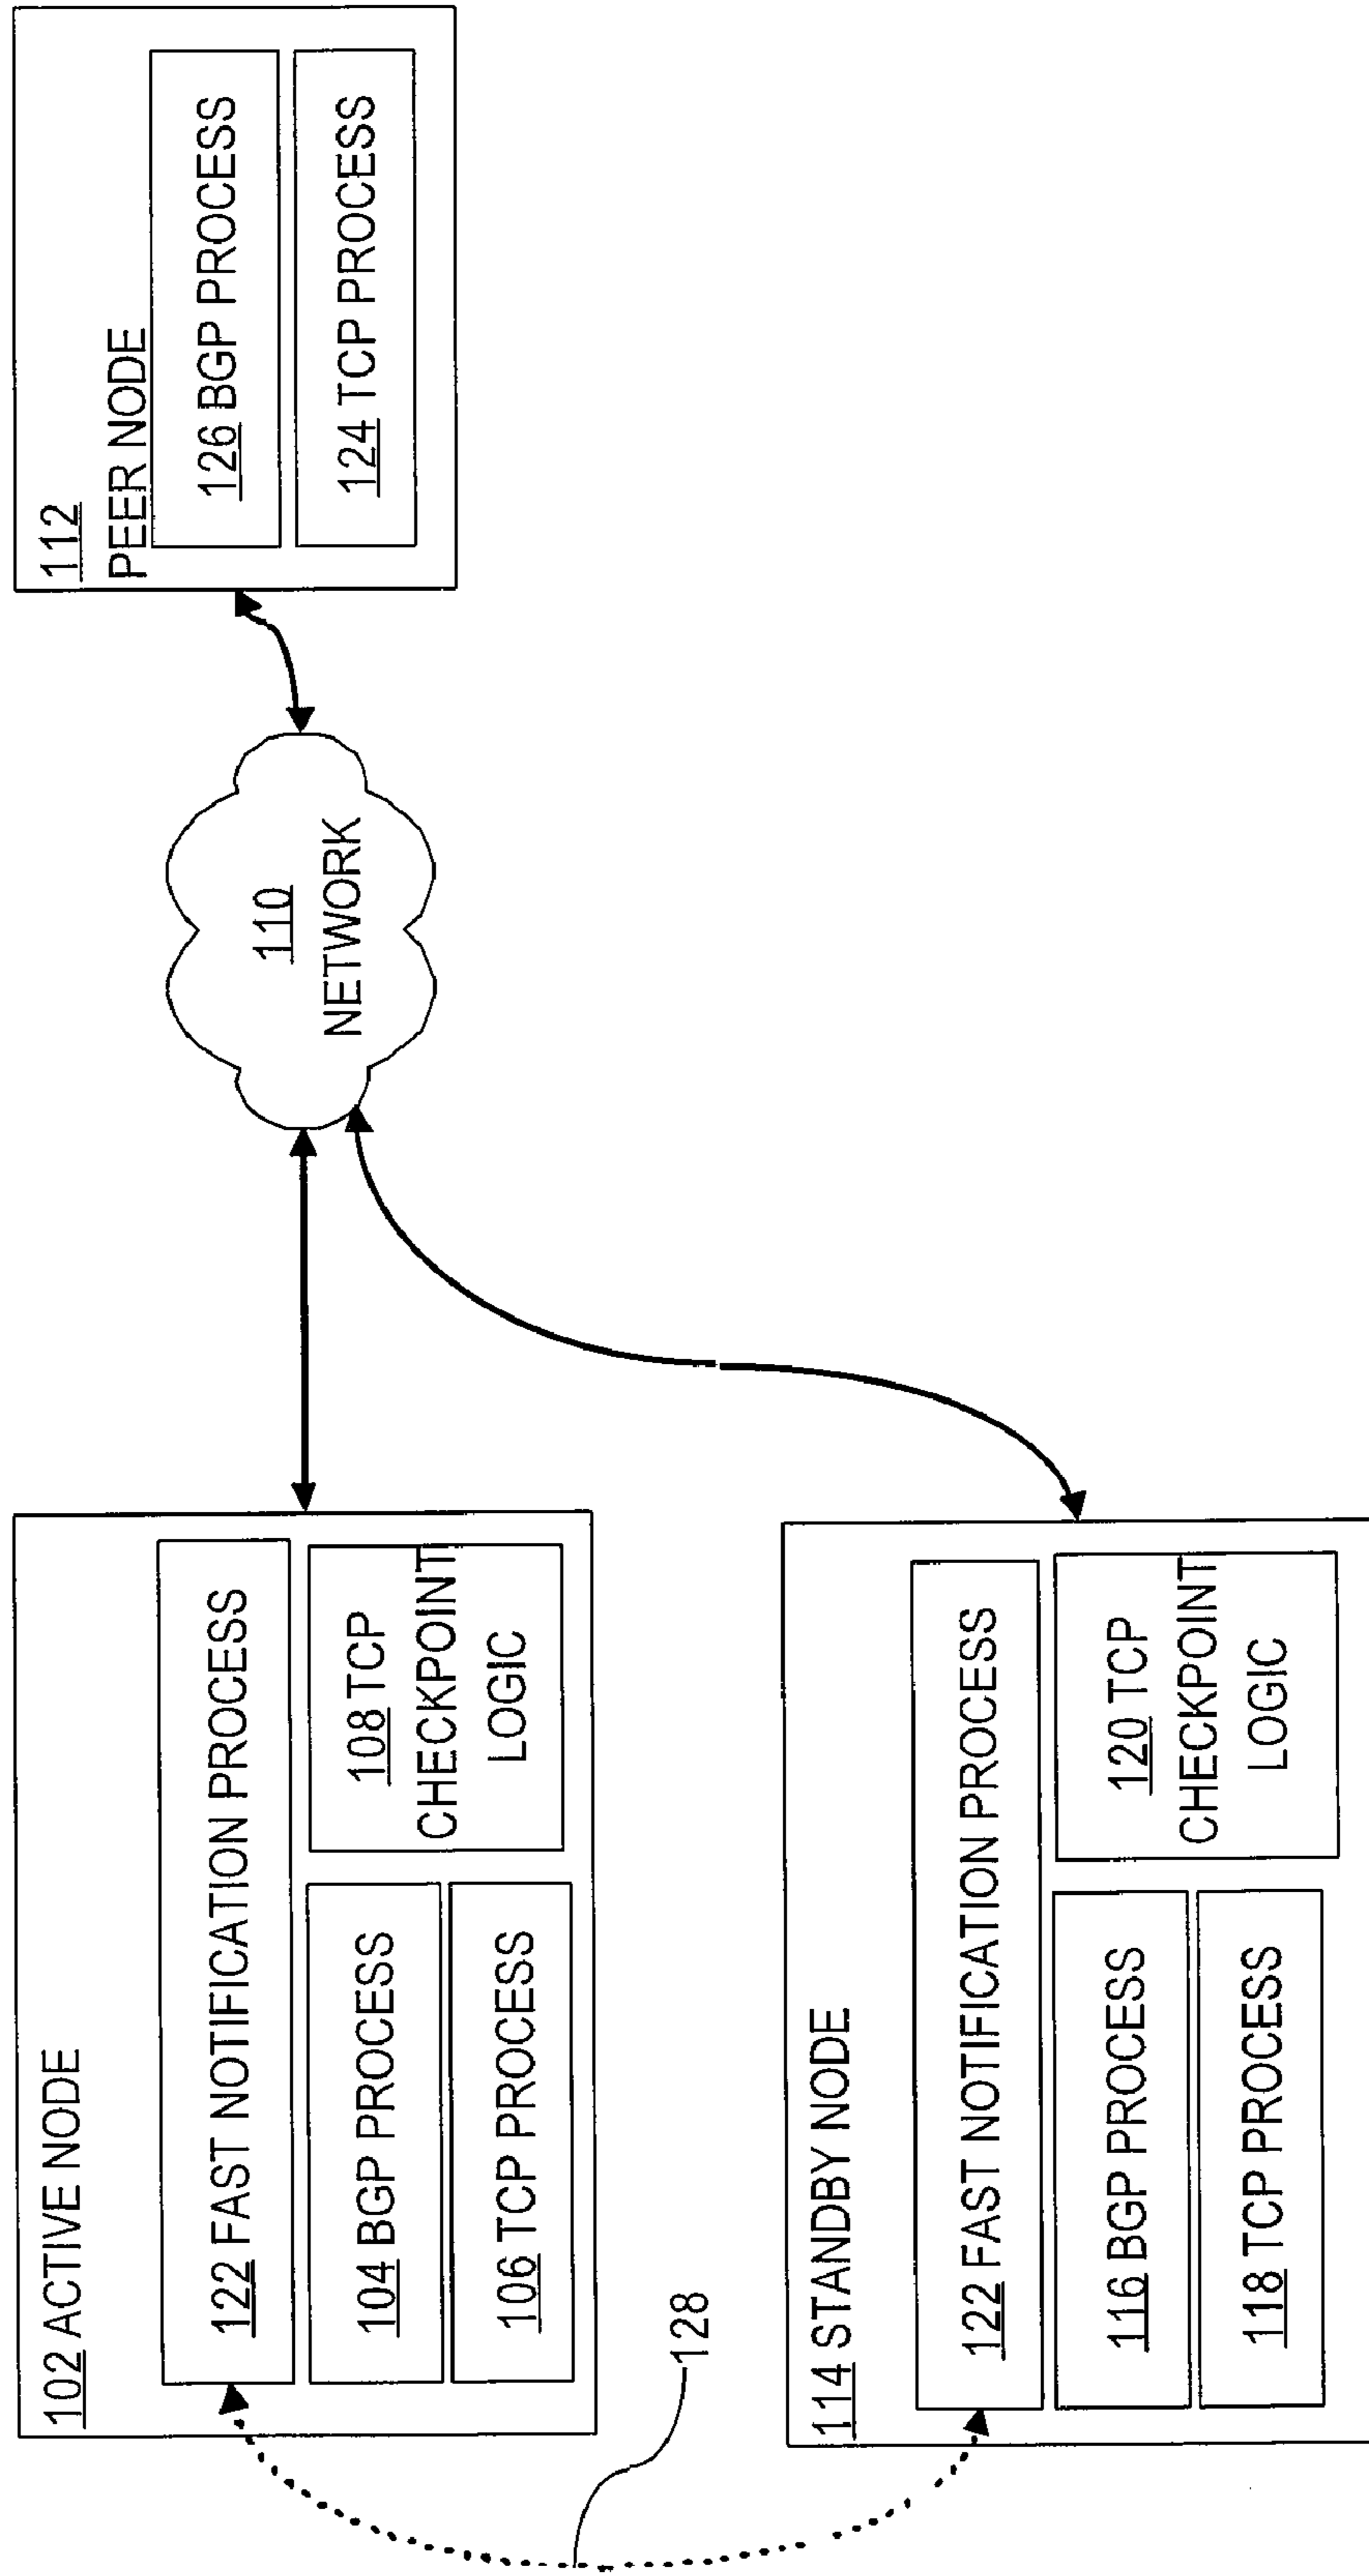 102 ACTIVE NODE
122 FAST NOTIFICATION PROCESS
104 BGP PROCESS
106 TCP PROCESS
108 TCP
CHECKPOINT
LOGIC
110
NETWORK
112
PEER NODE
126 BGP PROCESS
124 TCP PROCESS
128
114 STANDBY NODE
122 FAST NOTIFICATION PROCESS
116 BGP PROCESS
118 TCP PROCESS
120 TCP
CHECKPOINT
LOGIC